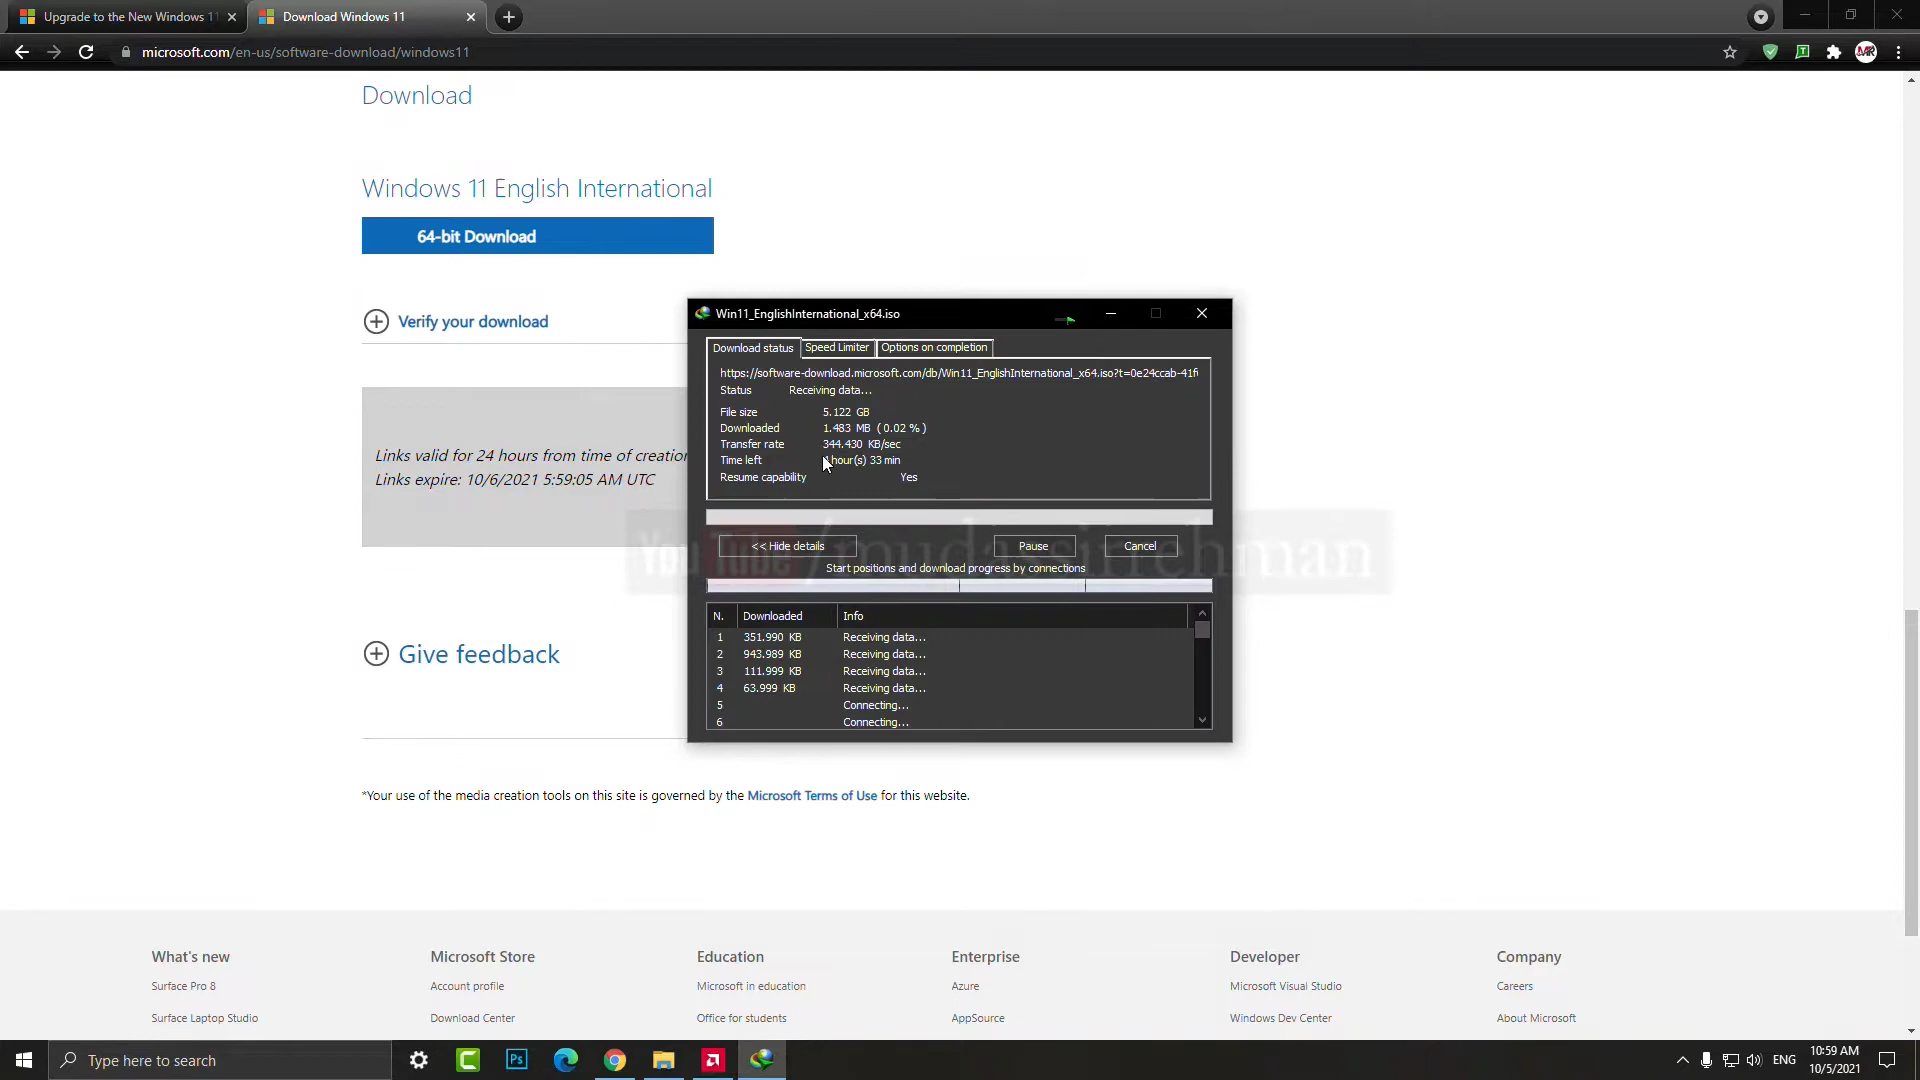 Upgrade to the New Windows 11
Download Windows 11
microsoft.com/en-us/software-download/windows11
Download
Windows 11 English International
64-bit Download
Verify your download
Links valid for 24 hours from time of creation
Links expire: 10/6/2021 5:59:05 AM UTC
Give feedback
Win11_EnglishInternational_x64.iso
Download status
Speed Limiter
Options on completion
https://software-download.microsoft.com/db/Win11_EnglishInternational_x64.iso?t=0e24ccab-41f
Status Receiving data...
File size 5.122 GB
Downloaded 1.483 MB ( 0.02 % )
Transfer rate 344.430 KB/sec
Time left hour(s) 33 min
Resume capability Yes
<< Hide details
Pause
Cancel
YouTube/mudassirrehman
Start positions and download progress by connections
N. Downloaded Info
1 351.990 KB Receiving data...
2 943.989 KB Receiving data...
3 111.999 KB Receiving data...
4 63.999 KB Receiving data...
5 Connecting...
6 Connecting...
*Your use of the media creation tools on this site is governed by the Microsoft Terms of Use for this website.
What's new
Surface Pro 8
Surface Laptop Studio
Microsoft Store
Account profile
Download Center
Education
Microsoft in education
Office for students
Enterprise
Azure
AppSource
Developer
Microsoft Visual Studio
Windows Dev Center
Company
Careers
About Microsoft
Type here to search
Ps
ENG
10:59 AM
10/5/2021